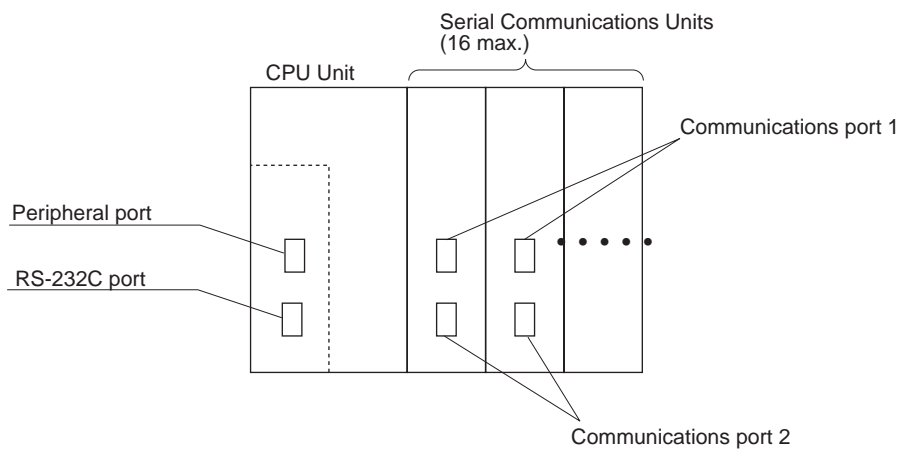 Serial Communications Units
(16 max.)
CPU Unit
Communications port 1
Peripheral port
RS-232C port
Communications port 2